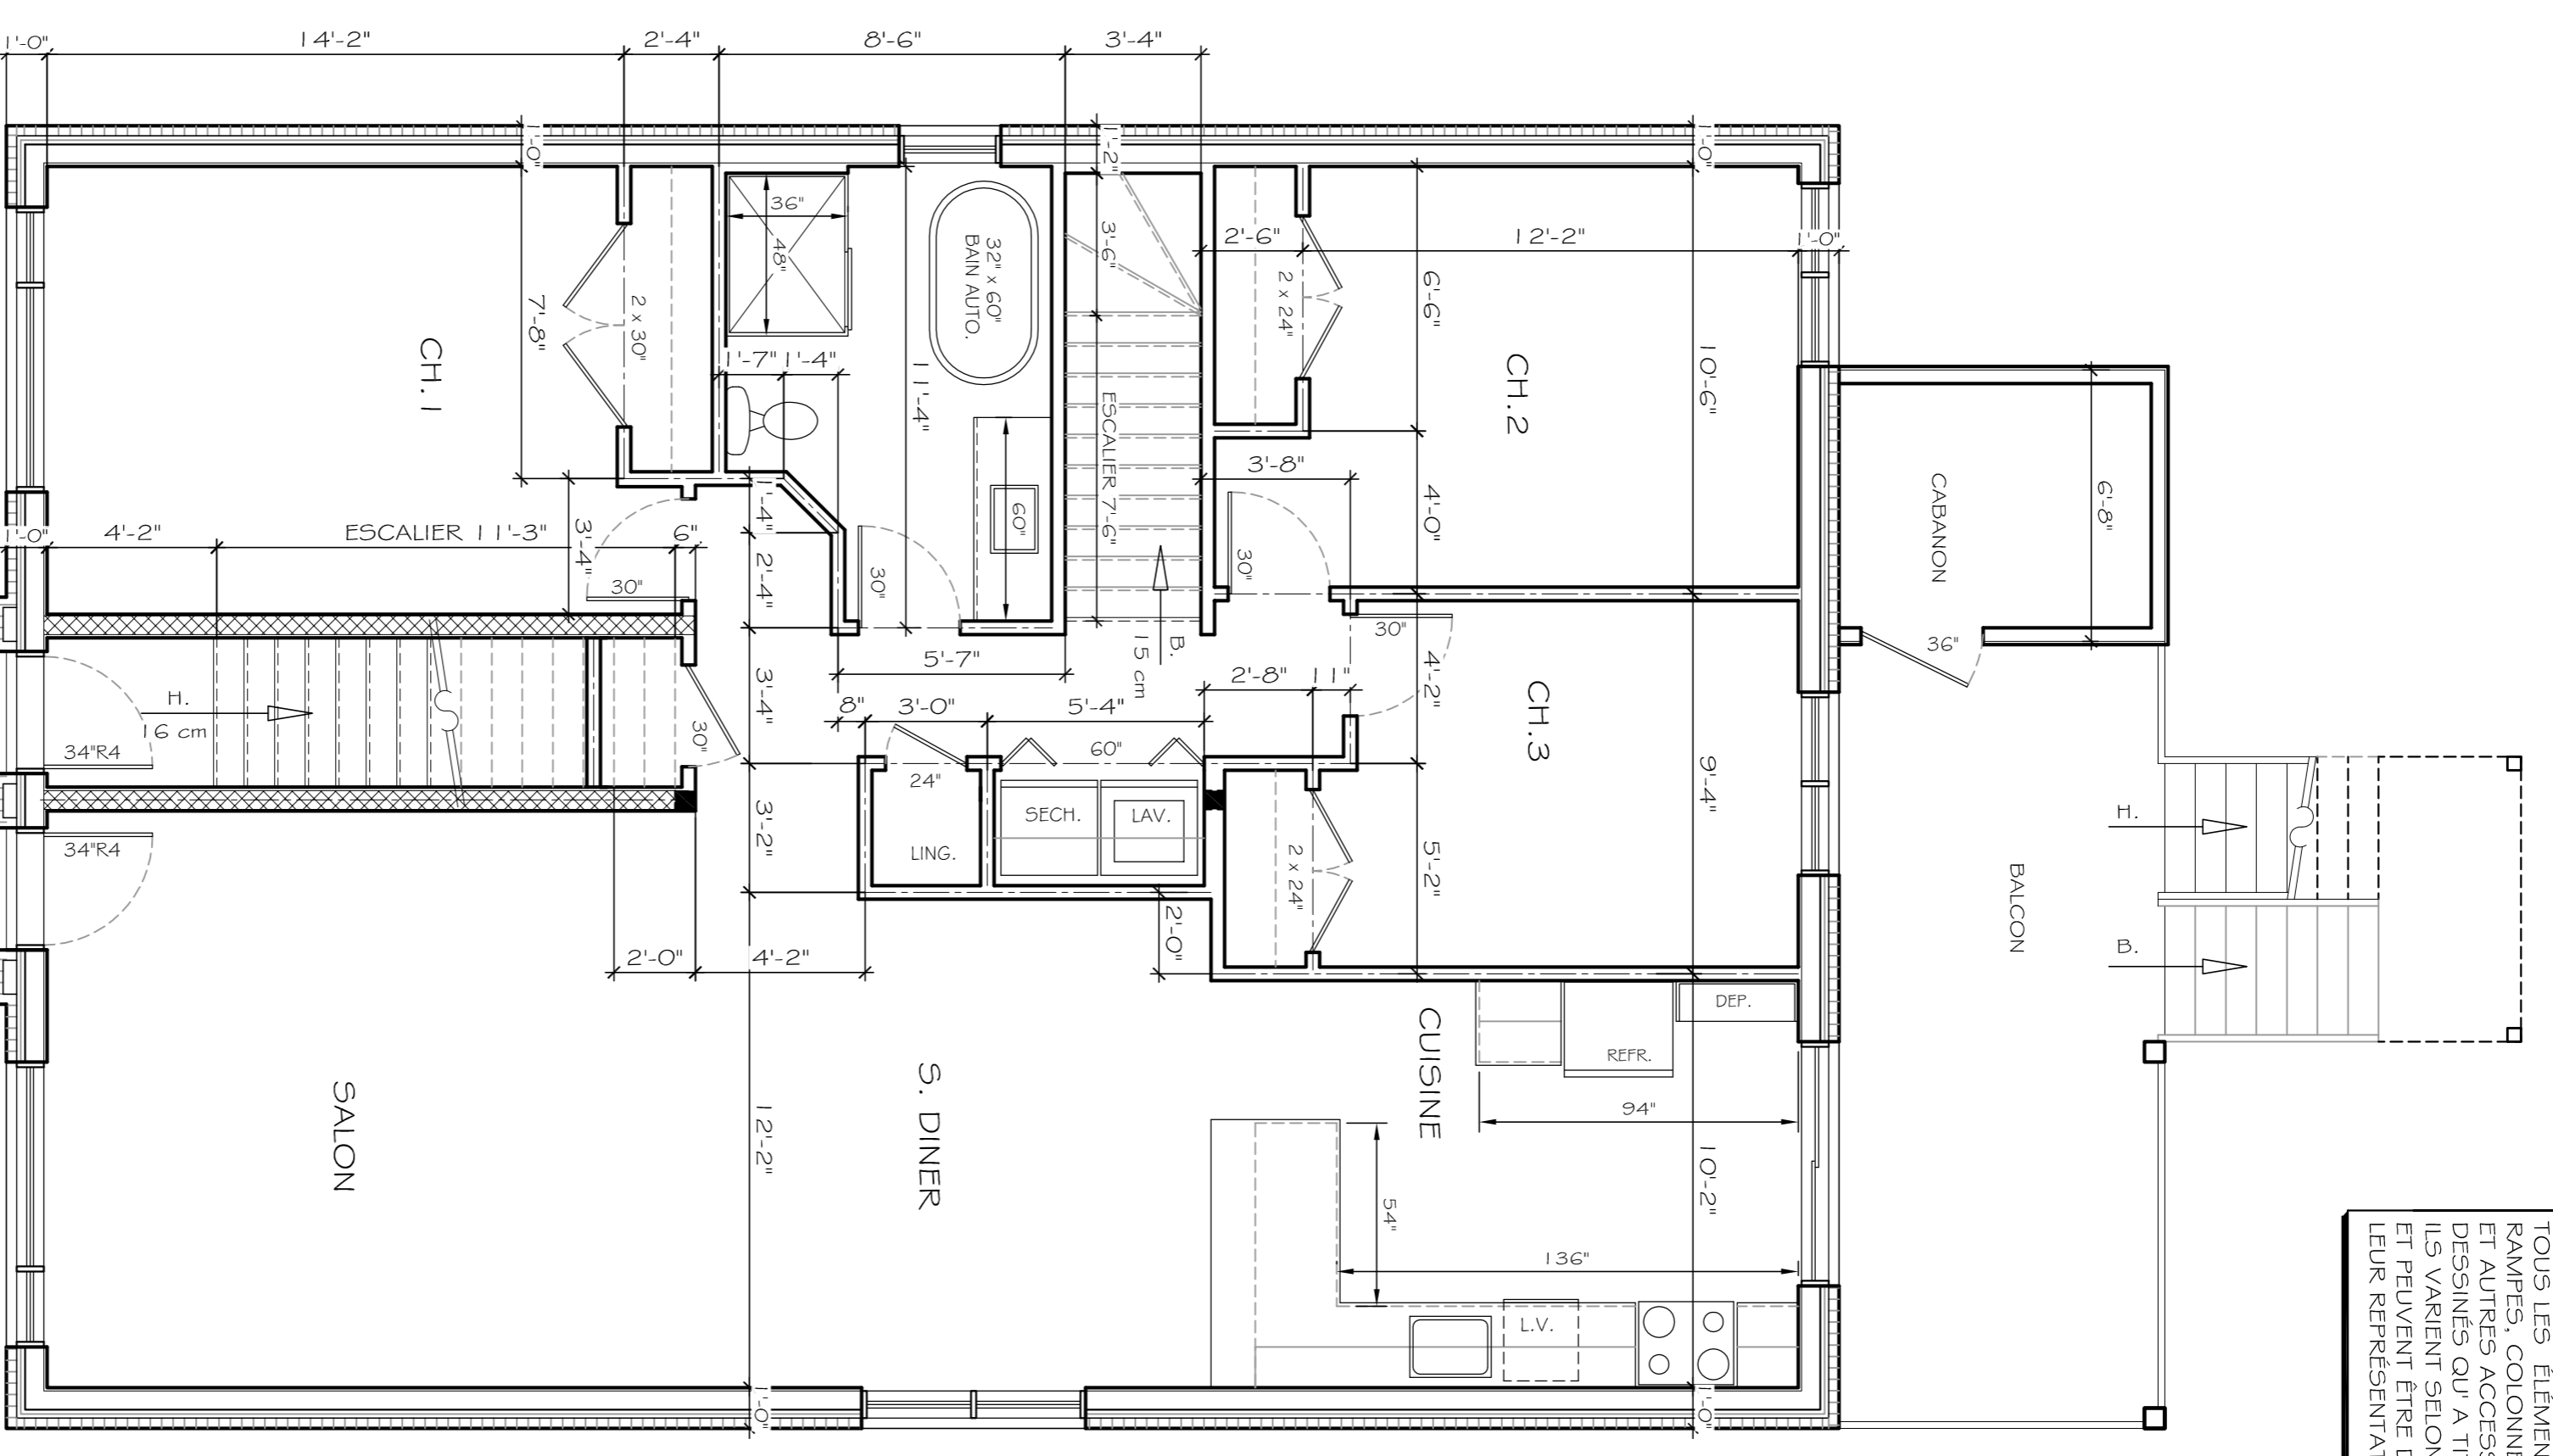 1'-0"
14'-2"
2'-4"
8'-6"
3'-4"
1'-0"
1'-2"
1'-0"
36"
48"
32" x 60"
BAIN AUTO.
3'-6"
2'-6"
12'-2"
1'-0"
2 x 30"
7'-8"
CH. 1
1'-7"
1'-4"
11'-4"
ESCALIER 7'-6"
2 x 24"
6'-6"
CH.2
10'-6"
CABANON
6'-8"
3'-8"
4'-0"
60"
1'-0"
4'-2"
ESCALIER 11'-3"
3'-4"
6"
1'-4"
2'-4"
30"
30"
30"
B.
15 cm
30"
36"
5'-7"
2'-8"
11"
4'-2"
CH.3
H.
16 cm
34"R4
30"
3'-4"
8"
3'-0"
5'-4"
60"
24"
SECH.
LAV.
LING.
3'-2"
2 x 24"
5'-2"
9'-4"
H.
B.
BALCON
34"R4
2'-0"
4'-2"
2'-0"
DEP.
REFR.
CUISINE
94"
S. DINER
SALON
12'-2"
54"
10'-2"
136"
L.V.
1'-0"
1'-0"
TOUS LES ÉLÉMEN
RAMPES, COLONNE
ET AUTRES ACCESS
DESSINÉS QU' A TI
ILS VARIENT SELON
ET PEUVENT ÊTRE D
LEUR REPRÉSENTAT